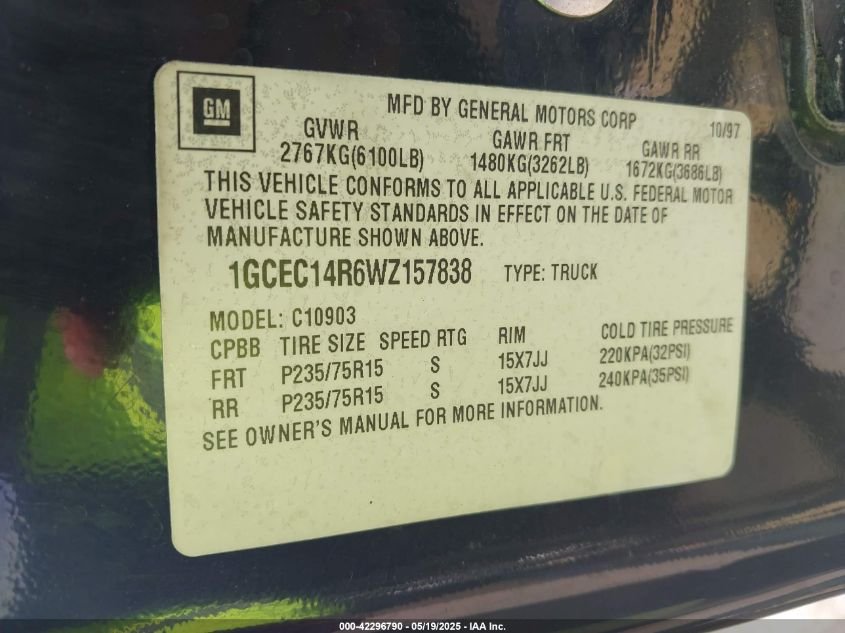 GM
MFD BY GENERAL MOTORS CORP 10/97
GVWR GAWR FRT GAWR RR
2767KG(6100LB) 1480KG(3262LB) 1672KG(3686LB)
THIS VEHICLE CONFORMS TO ALL APPLICABLE U.S. FEDERAL MOTOR
VEHICLE SAFETY STANDARDS IN EFFECT ON THE DATE OF
MANUFACTURE SHOWN ABOVE.
1GCEC14R6WZ157838 TYPE: TRUCK
MODEL: C10903
CPBB TIRE SIZE SPEED RTG RIM COLD TIRE PRESSURE
FRT P235/75R15 S 15X7JJ 220KPA(32PSI)
RR P235/75R15 S 15X7JJ 240KPA(35PSI)
SEE OWNER'S MANUAL FOR MORE INFORMATION.
000-42296790 - 05/19/2025 - IAA Inc.